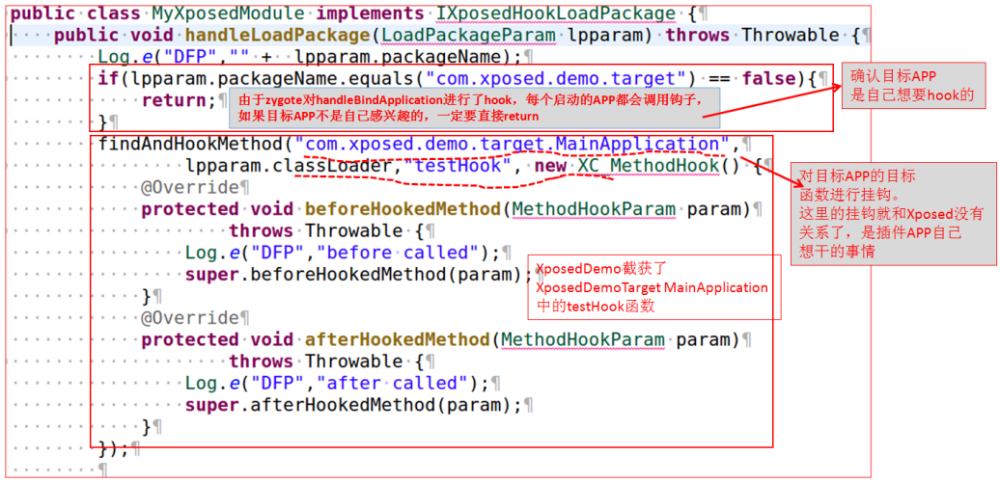 public class MyXposedModule implements IXposedHookLoadPackage {
public void handleLoadPackage(LoadPackageParam lpparam) throws Throwable {
Log.e("DFP","" + lpparam.packageName);
if(lpparam.packageName.equals("com.xposed.demo.target") == false){
return;
}
由于zygote对handleBindApplication进行了hook，每个启动的APP都会调用钩子，
如果目标APP不是自己感兴趣的，一定要直接return
确认目标APP
是自己想要hook的
findAndHookMethod("com.xposed.demo.target.MainApplication",
lpparam.classLoader,"testHook", new XC_MethodHook() {
@Override
protected void beforeHookedMethod(MethodHookParam param)
throws Throwable {
Log.e("DFP","before called");
super.beforeHookedMethod(param);
}
@Override
protected void afterHookedMethod(MethodHookParam param)
throws Throwable {
Log.e("DFP","after called");
super.afterHookedMethod(param);
}
});
对目标APP的目标
函数进行挂钩。
这里的挂钩就和Xposed没有
关系了，是插件APP自己
想干的事情
XposedDemo截获了
XposedDemoTarget MainApplication
中的testHook函数